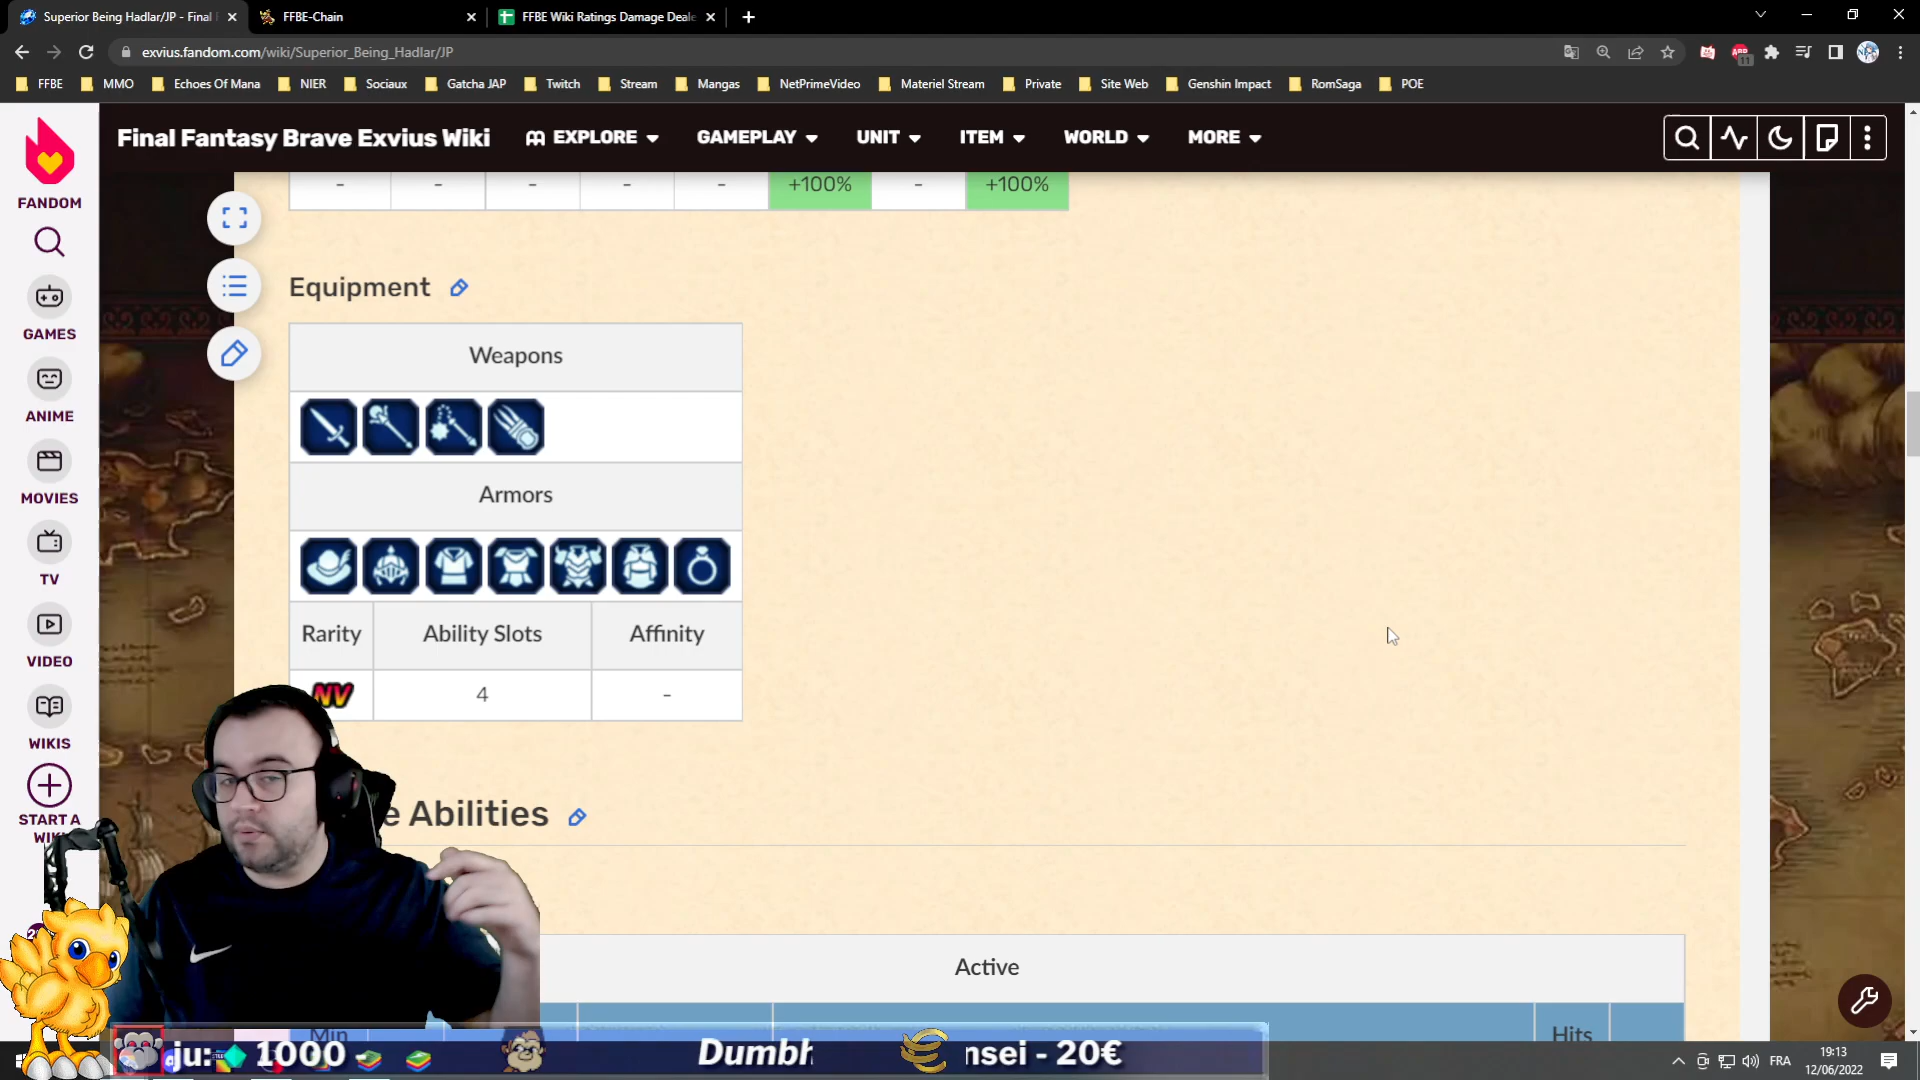 Superior Being Hadlar/JP - Final
FFBE-Chain
FFBE Wiki Ratings Damage Deale
exvius.fandom.com/wiki/Superior_Being_Hadlar/JP
FFBE
MMO
Echoes Of Mana
NIER
Sociaux
Gatcha JAP
Twitch
Stream
Mangas
NetPrimeVideo
Materiel Stream
Private
Site Web
Genshin Impact
RomSaga
POE
Final Fantasy Brave Exvius Wiki
EXPLORE
GAMEPLAY
UNIT
ITEM
WORLD
MORE
FANDOM
GAMES
ANIME
MOVIES
TV
VIDEO
WIKIS
START A
WIKI
- - - - - +100% - +100%
Equipment
Weapons
Armors
Rarity Ability Slots Affinity
NV 4 -
e Abilities
Active
Min
Hits
ju: 1000
Dumbh
nsei - 20€
FRA
19:13
12/06/2022